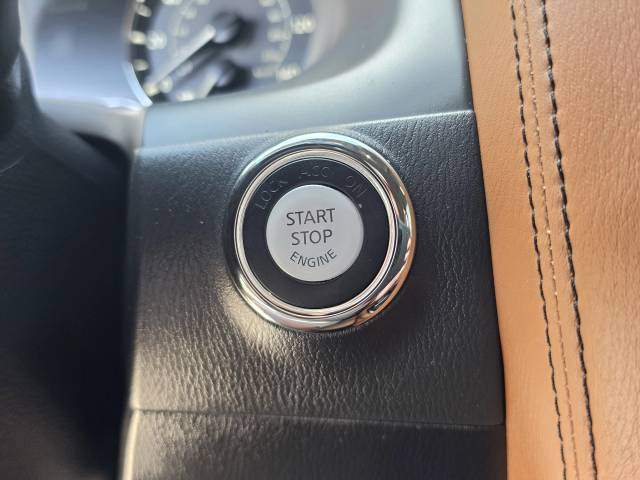 LOCK ACC ON
START
STOP
ENGINE